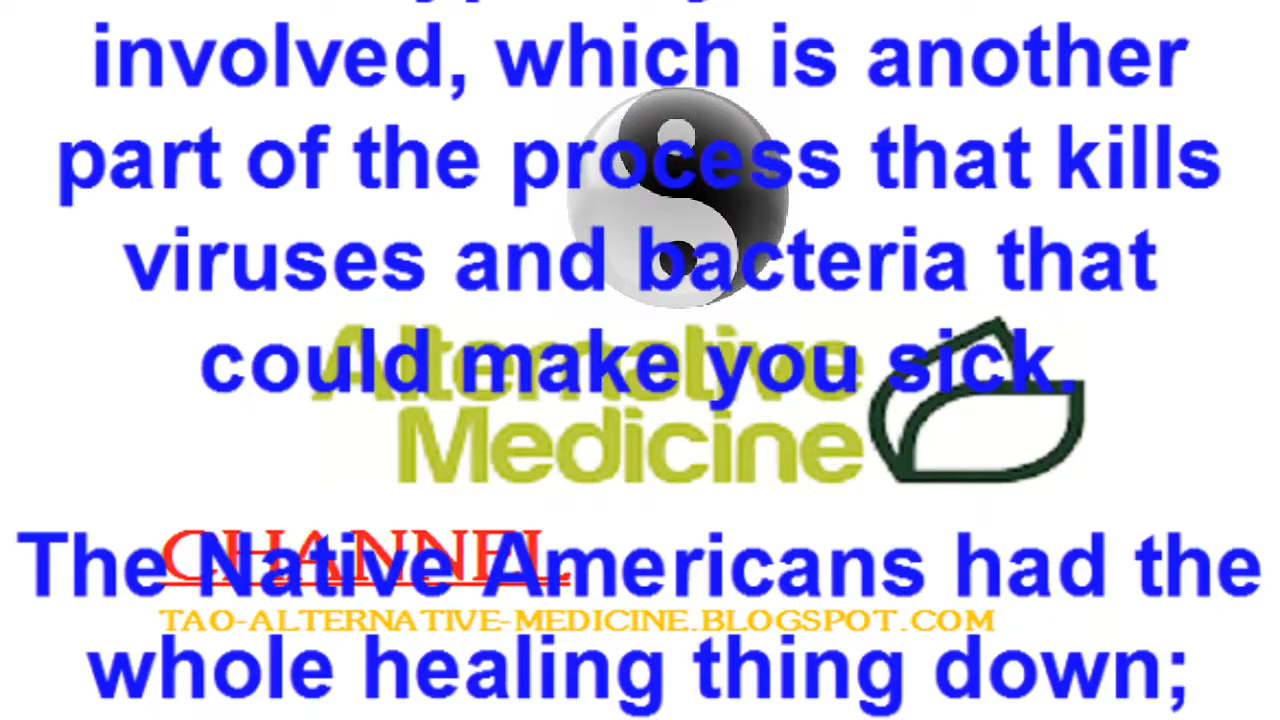 involved, which is another
part of the process that kills
viruses and bacteria that
could make you sick.
Alternative
Medicine
The Native Americans had the
CHANNEL
TAO-ALTERNATIVE-MEDICINE.BLOGSPOT.COM
whole healing thing down;